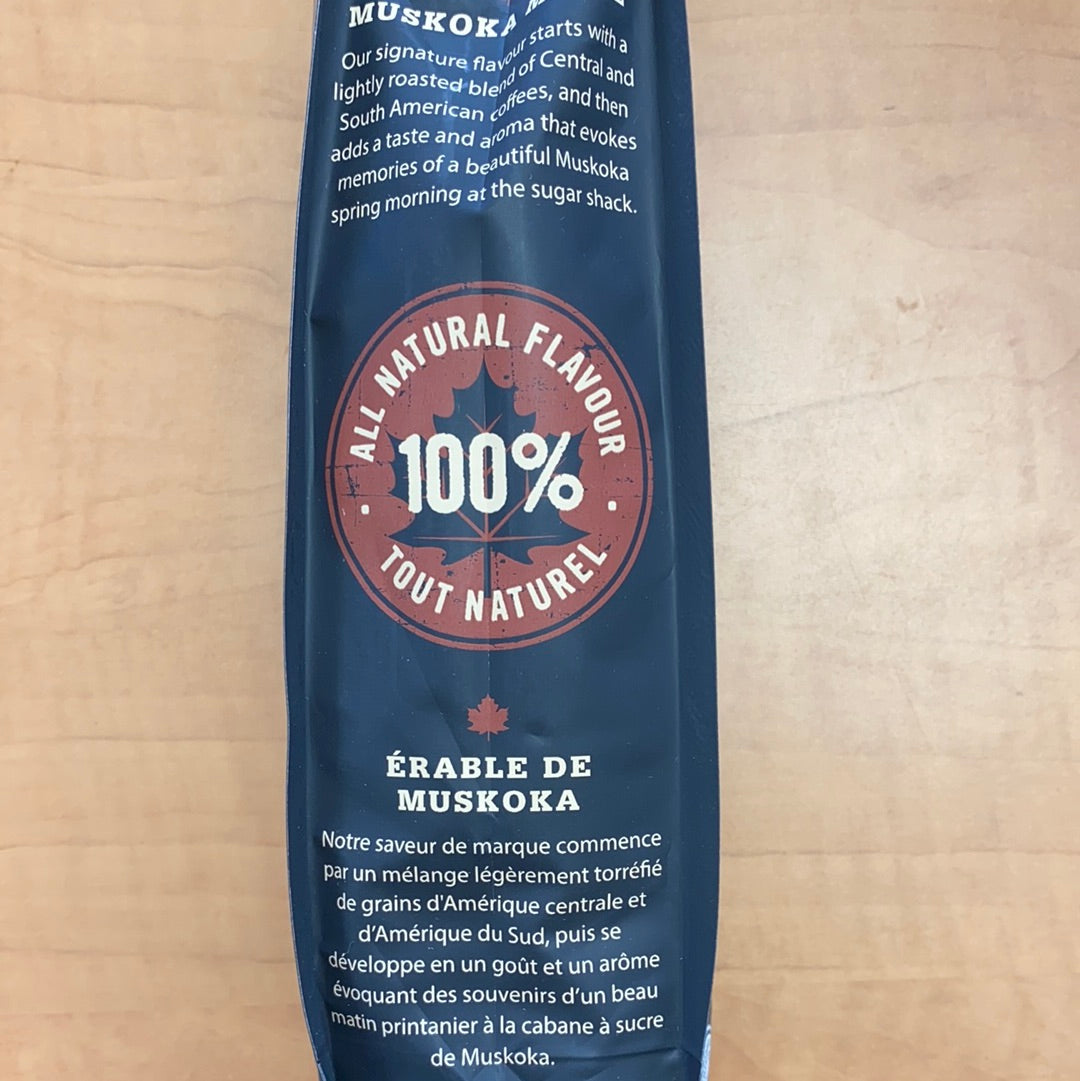 MUSKOKA
Our signature flavour starts with a
lightly roasted blend of Central and
South American coffees, and then
adds a taste and aroma that evokes
memories of a beautiful Muskoka
spring morning at the sugar shack.
ALL NATURAL FLAVOUR
100%
TOUT NATUREL
ÉRABLE DE
MUSKOKA
Notre saveur de marque commence
par un mélange légèrement torréfié
de grains d'Amérique centrale et
d'Amérique du Sud, puis se
développe en un goût et un arôme
évoquant des souvenirs d'un beau
matin printanier à la cabane à sucre
de Muskoka.